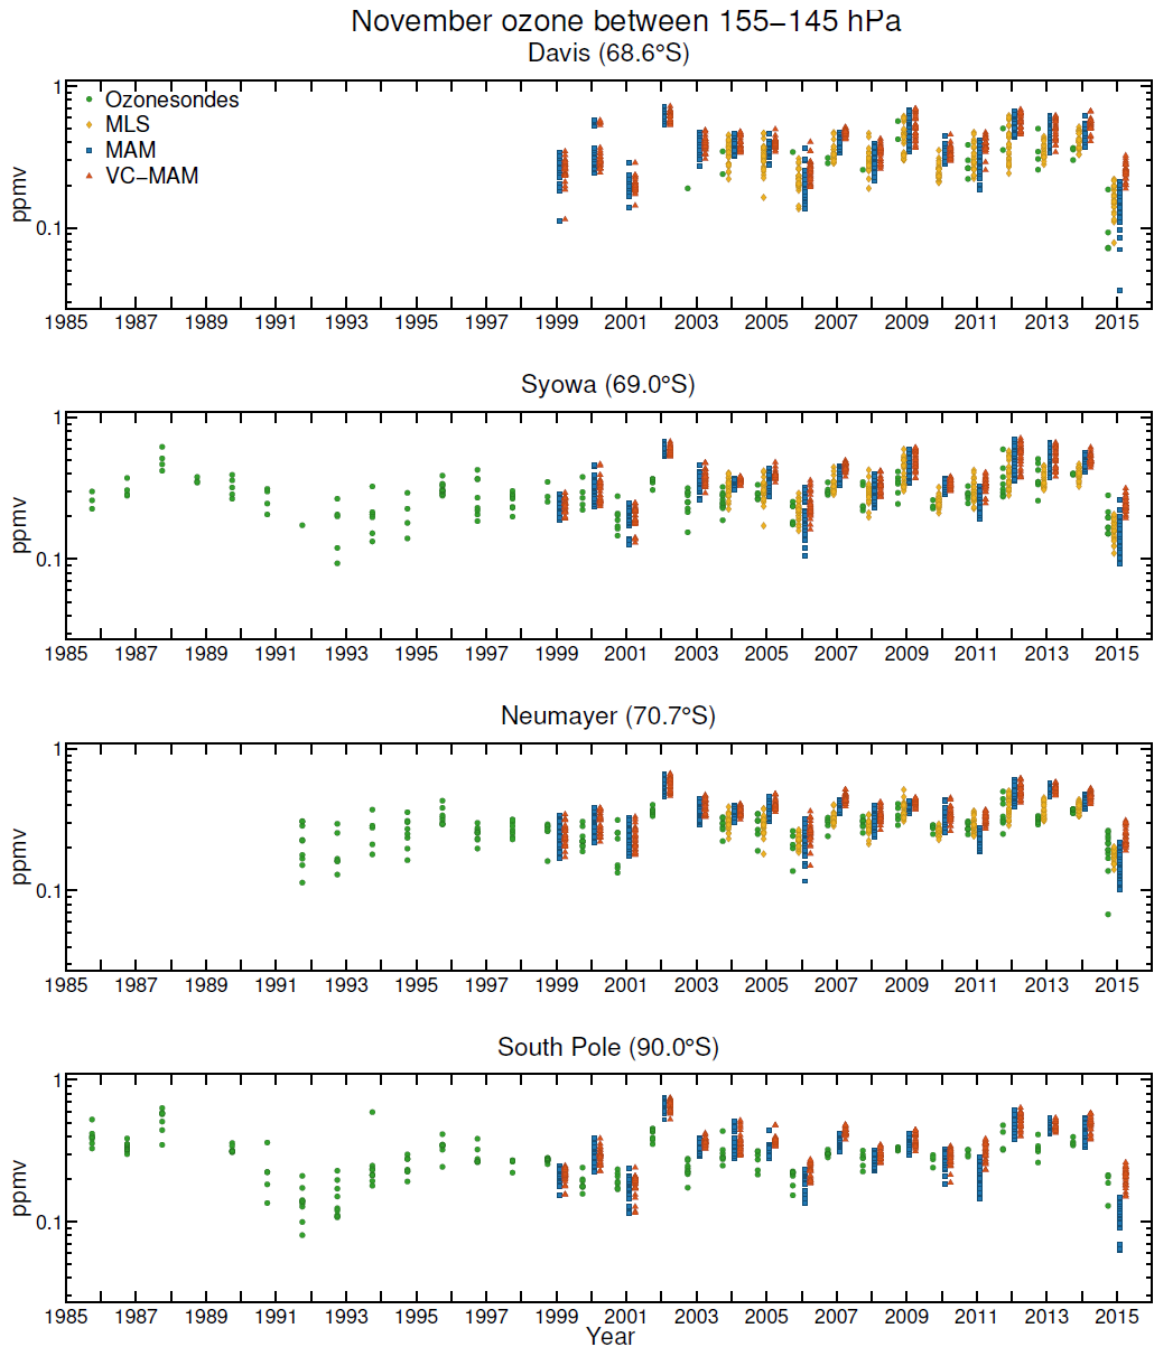 November ozone between 155–145 hPa
Davis (68.6°S)
1
Ozonesondes
MLS
MAM
VC–MAM
ppmv
0.1
1985 1987 1989 1991 1993 1995 1997 1999 2001 2003 2005 2007 2009 2011 2013 2015
Syowa (69.0°S)
1
ppmv
0.1
1985 1987 1989 1991 1993 1995 1997 1999 2001 2003 2005 2007 2009 2011 2013 2015
Neumayer (70.7°S)
1
ppmv
0.1
1985 1987 1989 1991 1993 1995 1997 1999 2001 2003 2005 2007 2009 2011 2013 2015
South Pole (90.0°S)
1
ppmv
0.1
1985 1987 1989 1991 1993 1995 1997 1999 2001 2003 2005 2007 2009 2011 2013 2015
Year